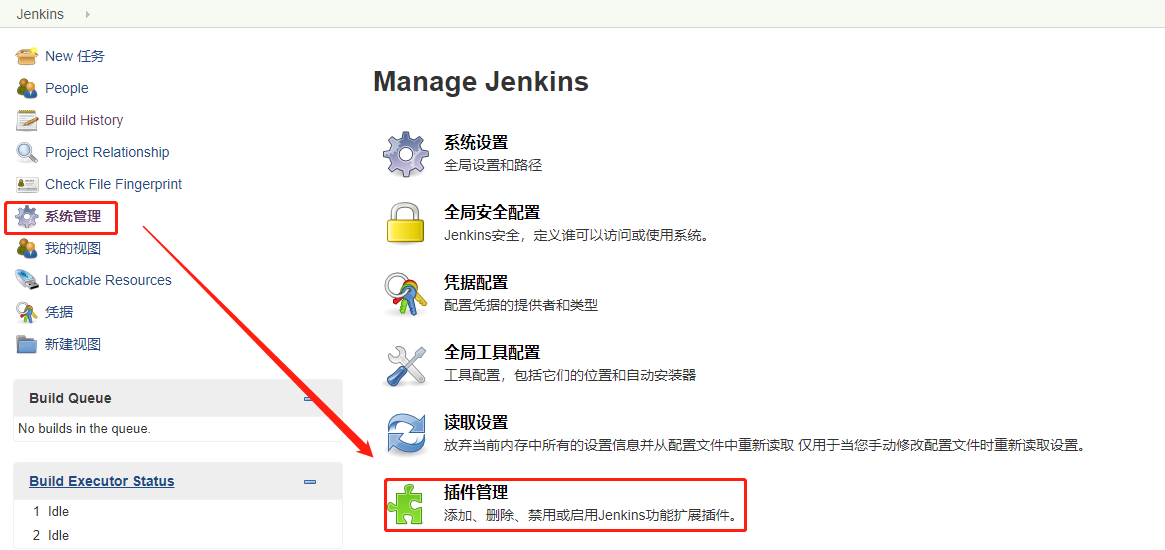 Jenkins
New 任务
People
Build History
Project Relationship
Check File Fingerprint
系统管理
我的视图
Lockable Resources
凭据
新建视图
Build Queue
No builds in the queue.
Build Executor Status
1 Idle
2 Idle
Manage Jenkins
系统设置
全局设置和路径
全局安全配置
Jenkins安全，定义谁可以访问或使用系统。
凭据配置
配置凭据的提供者和类型
全局工具配置
工具配置，包括它们的位置和自动安装器
读取设置
放弃当前内存中所有的设置信息并从配置文件中重新读取 仅用于当您手动修改配置文件时重新读取设置。
插件管理
添加、删除、禁用或启用Jenkins功能扩展插件。